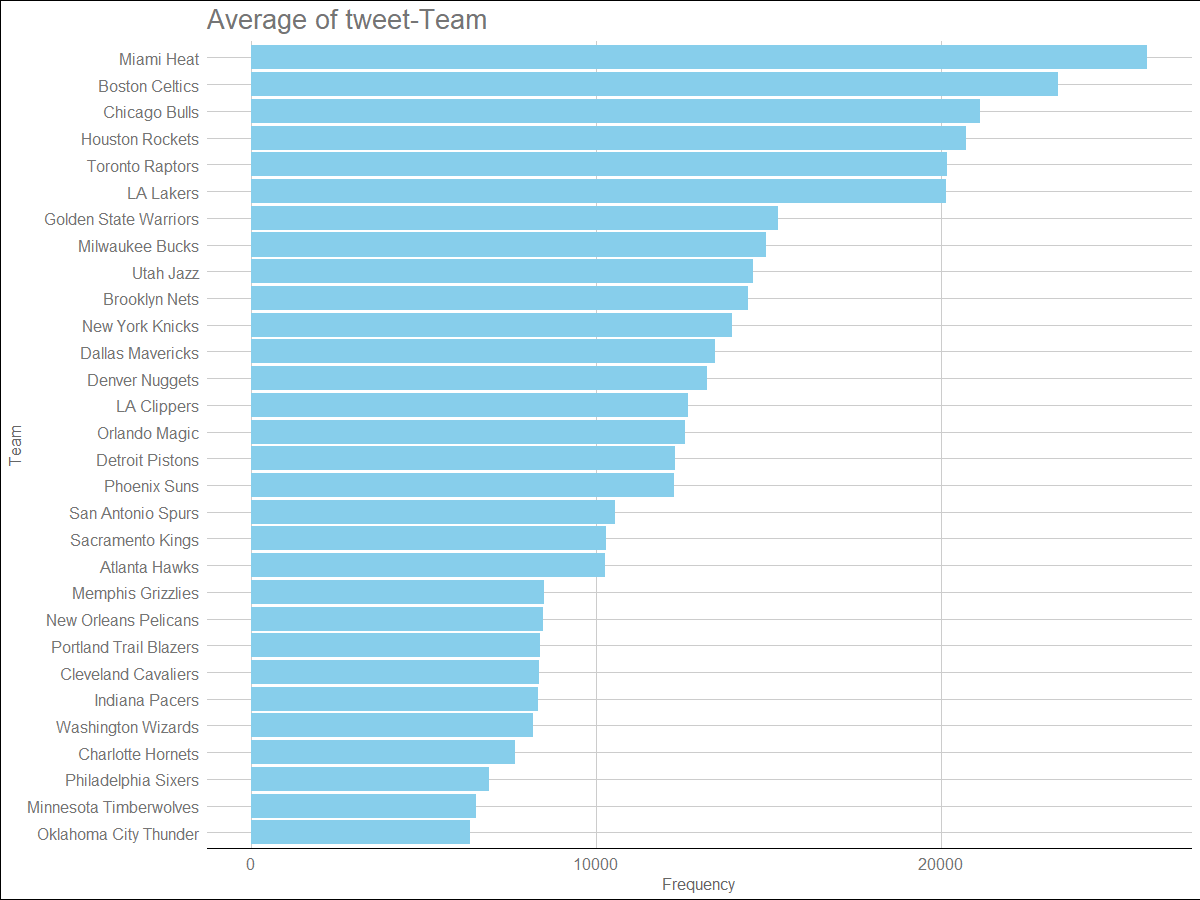 Average of tweet-Team
Miami Heat
Boston Celtics
Chicago Bulls
Houston Rockets
Toronto Raptors
LA Lakers
Golden State Warriors
Milwaukee Bucks
Utah Jazz
Brooklyn Nets
New York Knicks
Dallas Mavericks
Denver Nuggets
LA Clippers
Orlando Magic
Detroit Pistons
Phoenix Suns
San Antonio Spurs
Sacramento Kings
Atlanta Hawks
Memphis Grizzlies
New Orleans Pelicans
Portland Trail Blazers
Cleveland Cavaliers
Indiana Pacers
Washington Wizards
Charlotte Hornets
Philadelphia Sixers
Minnesota Timberwolves
Oklahoma City Thunder
Team
0 10000 20000
Frequency